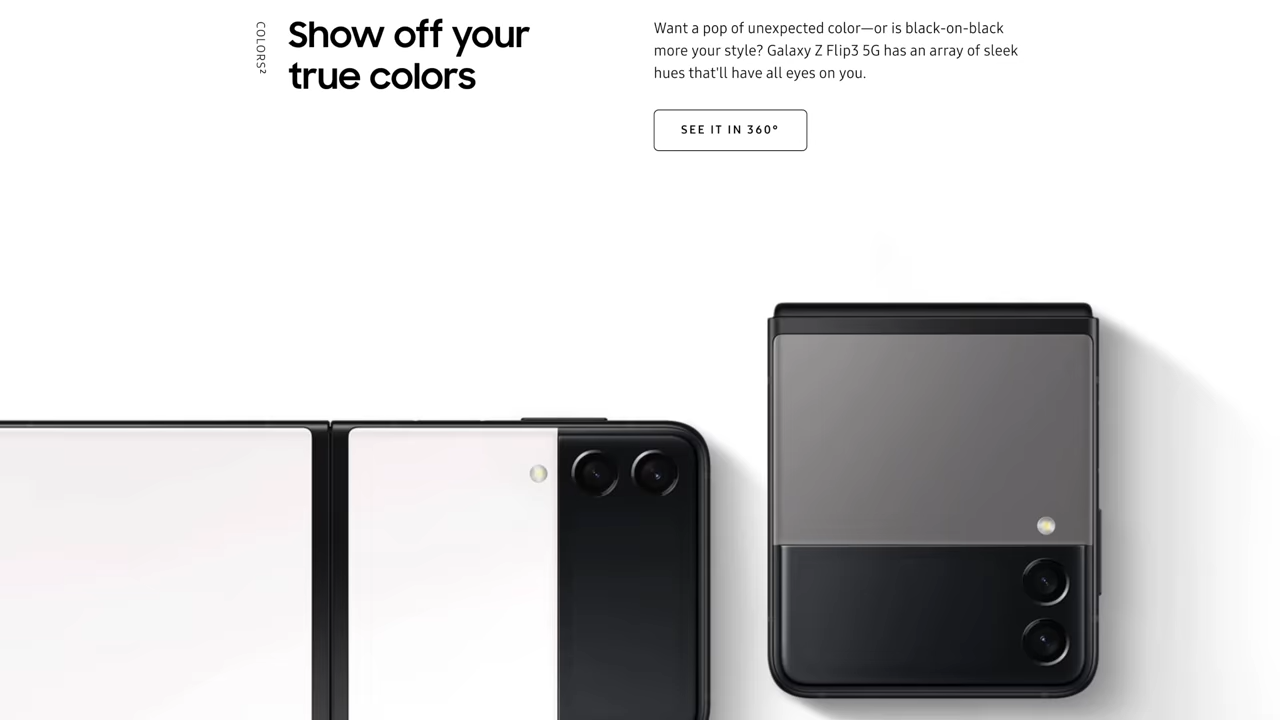 COLORS²
Show off your
true colors
Want a pop of unexpected color—or is black-on-black
more your style? Galaxy Z Flip3 5G has an array of sleek
hues that'll have all eyes on you.
SEE IT IN 360°